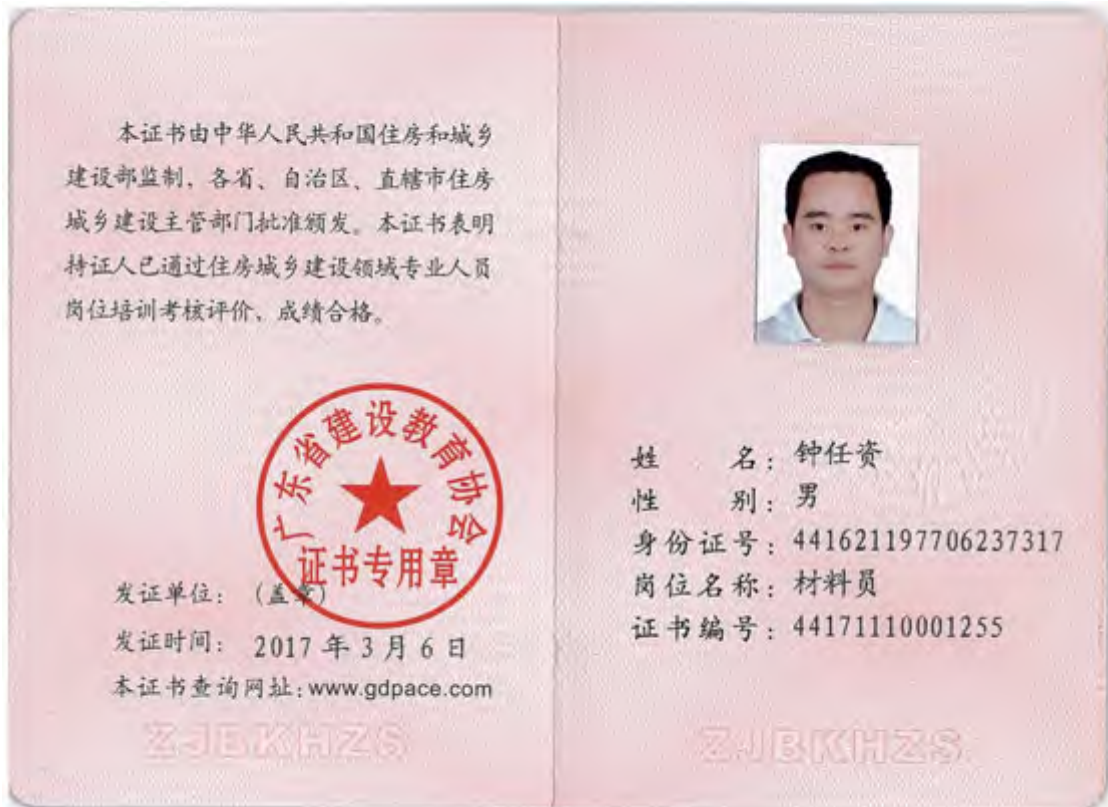 本证书由中华人民共和国住房和城乡
建设部监制、各省、自治区、直辖市住房
城乡建设主管部门批准颁发。本证书表明
持证人已通过住房城乡建设领域专业人员
岗位培训考核评价、成绩合格。
广东省建设教育协会
证书专用章
发证单位：（盖章）
发证时间： 2017 年 3 月 6 日
本证书查询网址：www.gdpace.com
ZJBKHZS
姓 名：钟任资
性 别：男
身份证号：441621197706237317
岗位名称：材料员
证书编号：44171110001255
ZJBKHZS